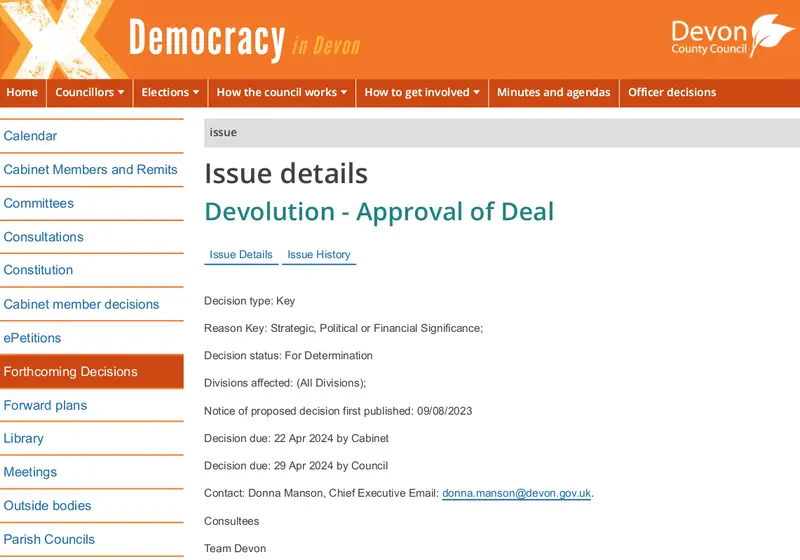 Democracy in Devon
Devon
County Council
Home
Councillors
Elections
How the council works
How to get involved
Minutes and agendas
Officer decisions
Calendar
Cabinet Members and Remits
Committees
Consultations
Constitution
Cabinet member decisions
ePetitions
Forthcoming Decisions
Forward plans
Library
Meetings
Outside bodies
Parish Councils
issue
Issue details
Devolution - Approval of Deal
Issue Details
Issue History
Decision type: Key
Reason Key: Strategic, Political or Financial Significance;
Decision status: For Determination
Divisions affected: (All Divisions);
Notice of proposed decision first published: 09/08/2023
Decision due: 22 Apr 2024 by Cabinet
Decision due: 29 Apr 2024 by Council
Contact: Donna Manson, Chief Executive Email: donna.manson@devon.gov.uk.
Consultees
Team Devon